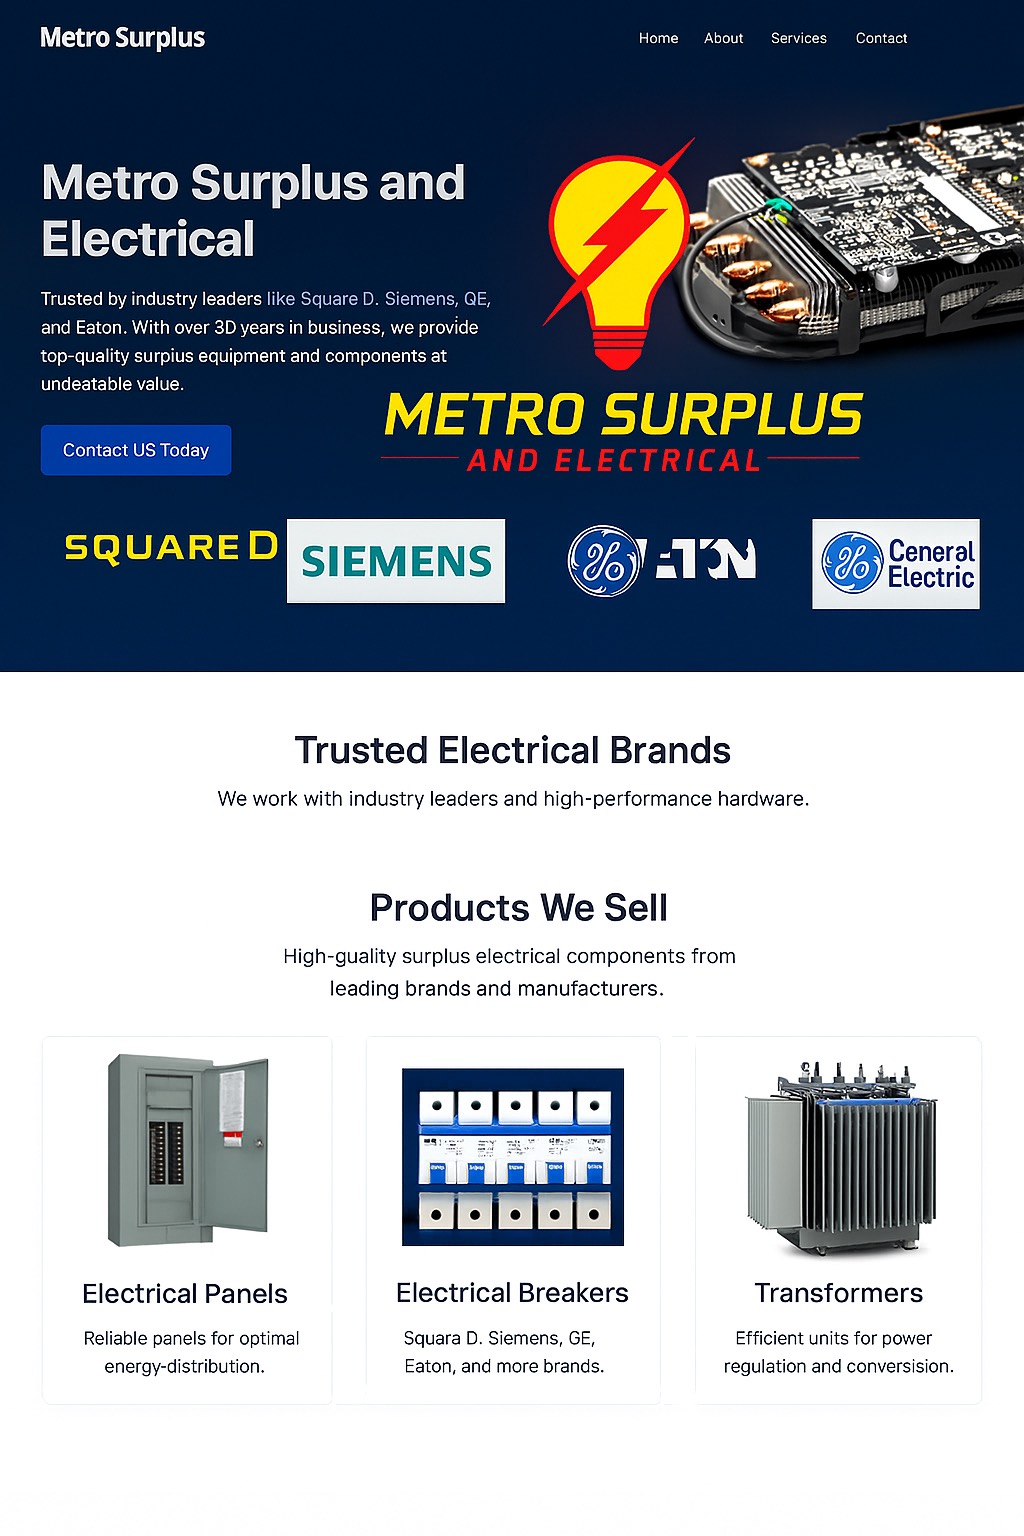 Metro Surplus
Home About Services Contact
Metro Surplus and
Electrical
Trusted by industry leaders like Square D. Siemens, QE,
and Eaton. With over 3D years in business, we provide
top-quality surpius equipment and components at
undeatable value.
Contact US Today
METRO SURPLUS
AND ELECTRICAL
SQUARE D
SIEMENS
Ceneral
Electric
Trusted Electrical Brands
We work with industry leaders and high-performance hardware.
Products We Sell
High-guality surplus electrical components from
leading brands and manufacturers.
Electrical Panels
Reliable panels for optimal
energy-distribution.
Electrical Breakers
Squara D. Siemens, GE,
Eaton, and more brands.
Transformers
Efficient units for power
regulation and conversision.